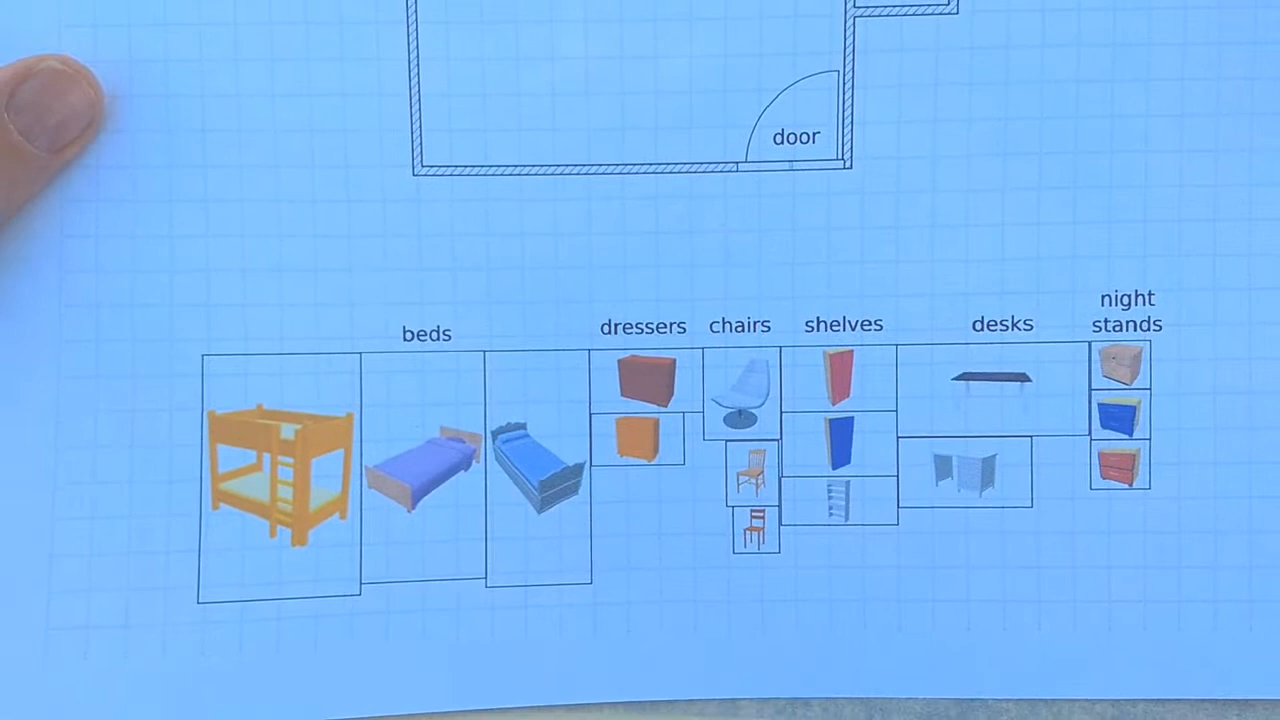 door
beds
dressers
chairs
shelves
desks
night
stands